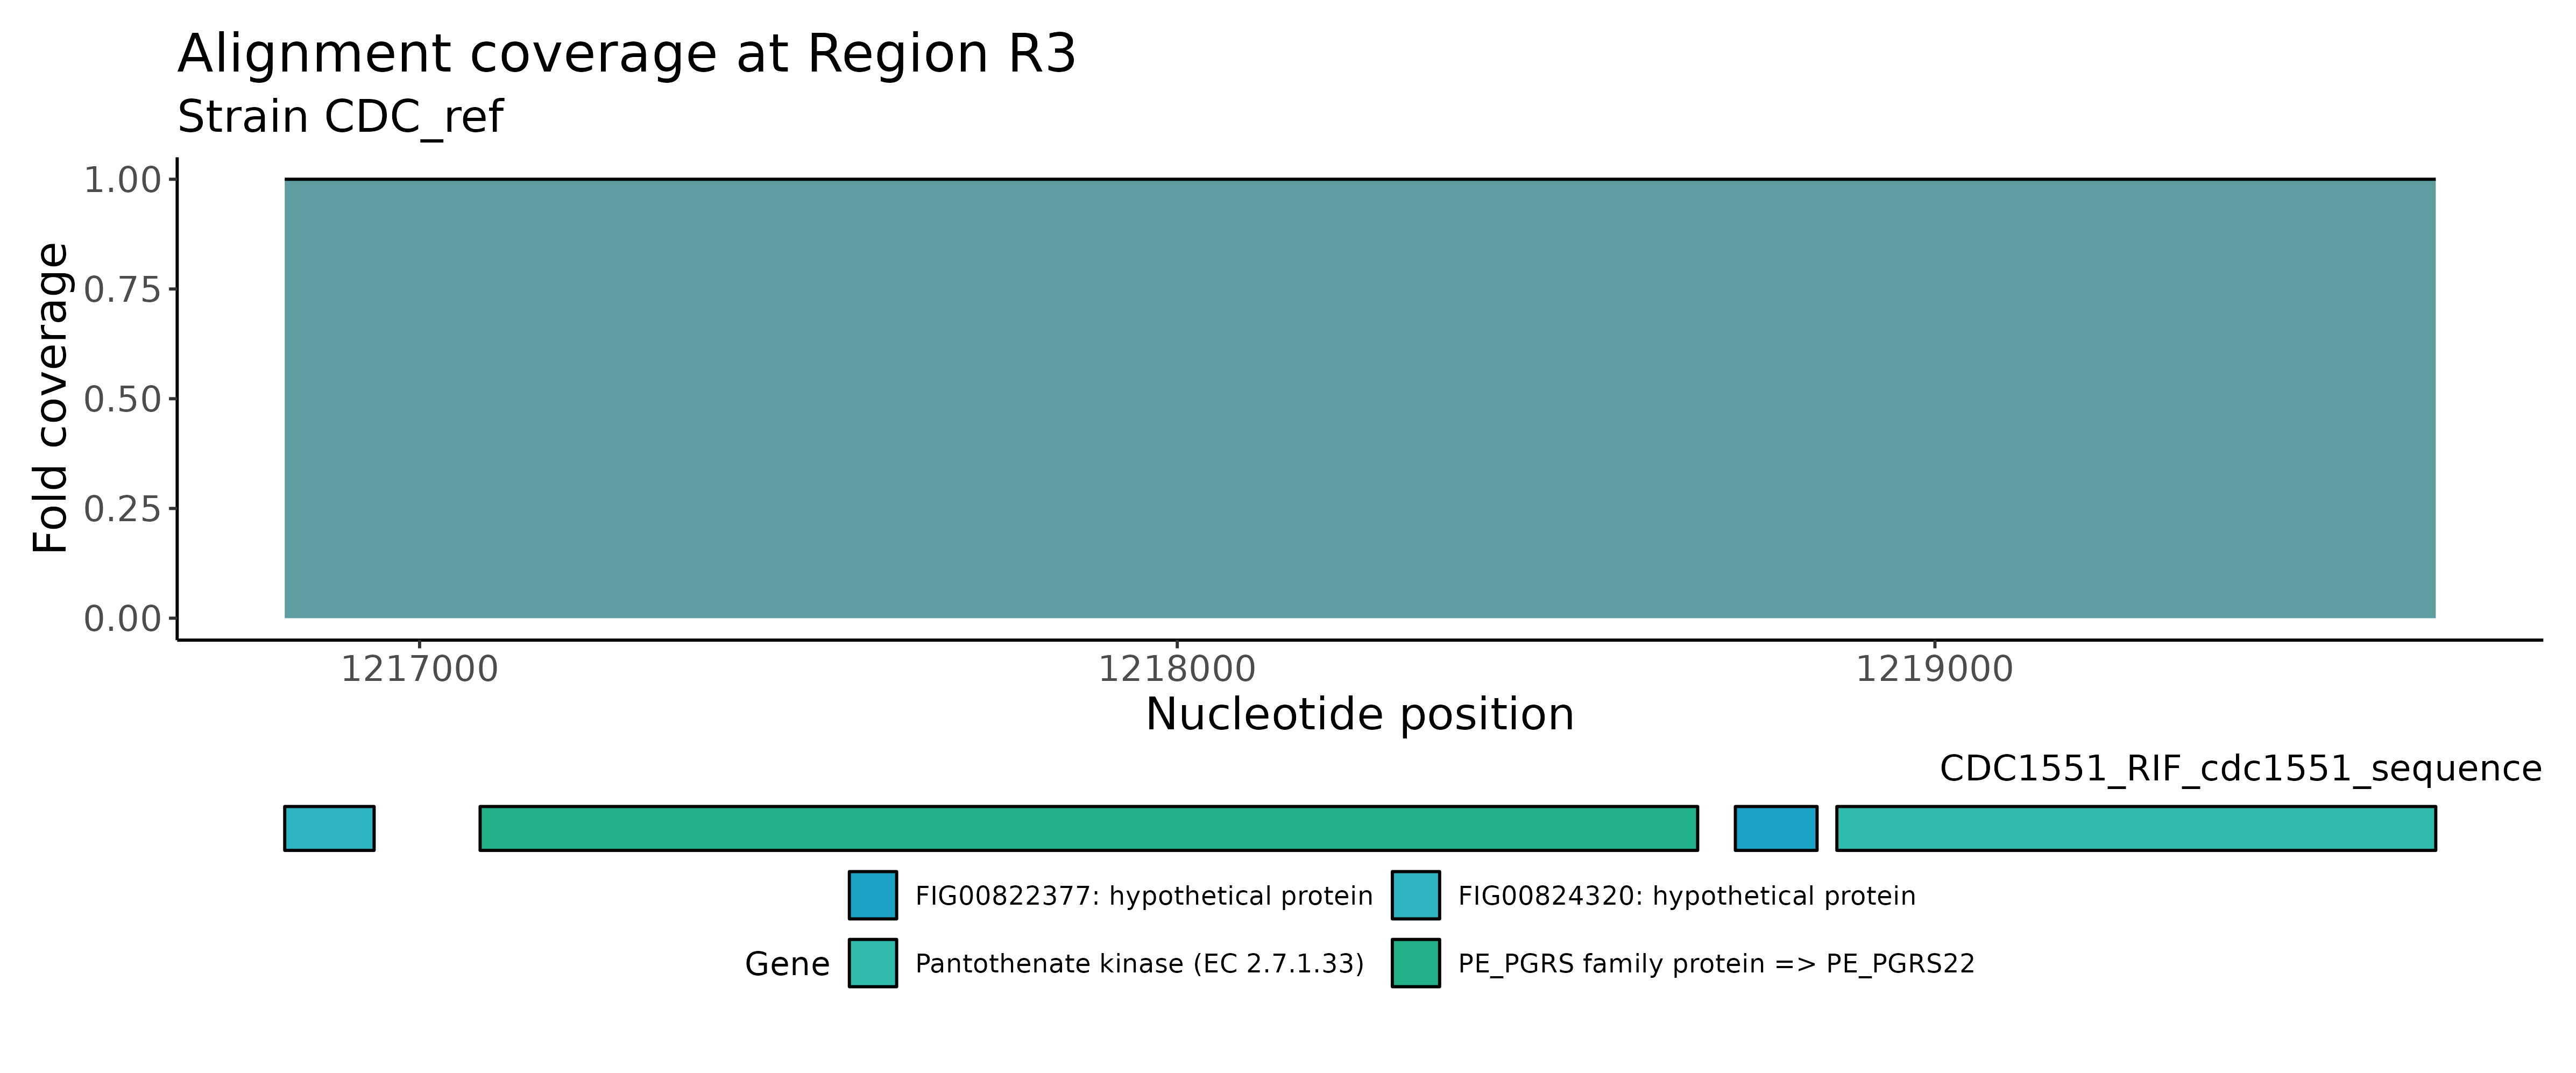 Alignment coverage at Region R3
Strain CDC_ref
Fold coverage
1.00
0.75
0.50
0.25
0.00
1217000 1218000 1219000
Nucleotide position
CDC1551_RIF_cdc1551_sequence
Gene
FIG00822377: hypothetical protein
FIG00824320: hypothetical protein
Pantothenate kinase (EC 2.7.1.33)
PE_PGRS family protein => PE_PGRS22